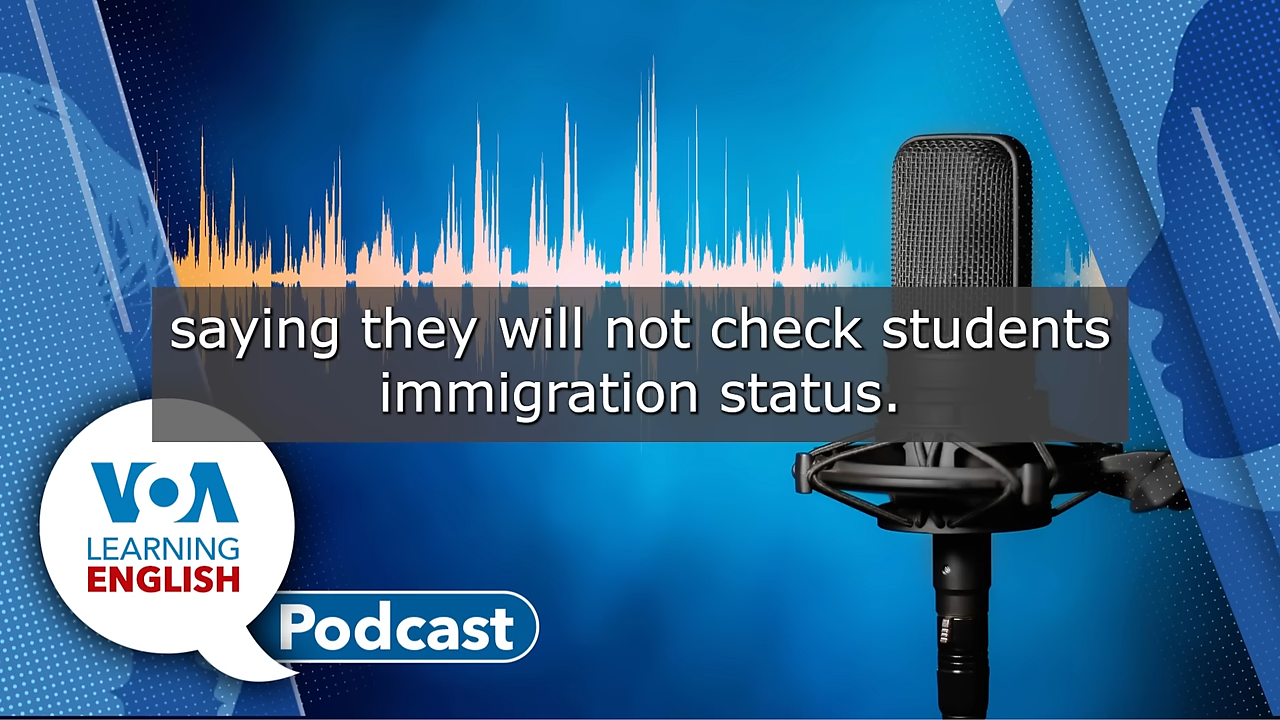 saying they will not check students
immigration status.
VOA
LEARNING
ENGLISH
Podcast